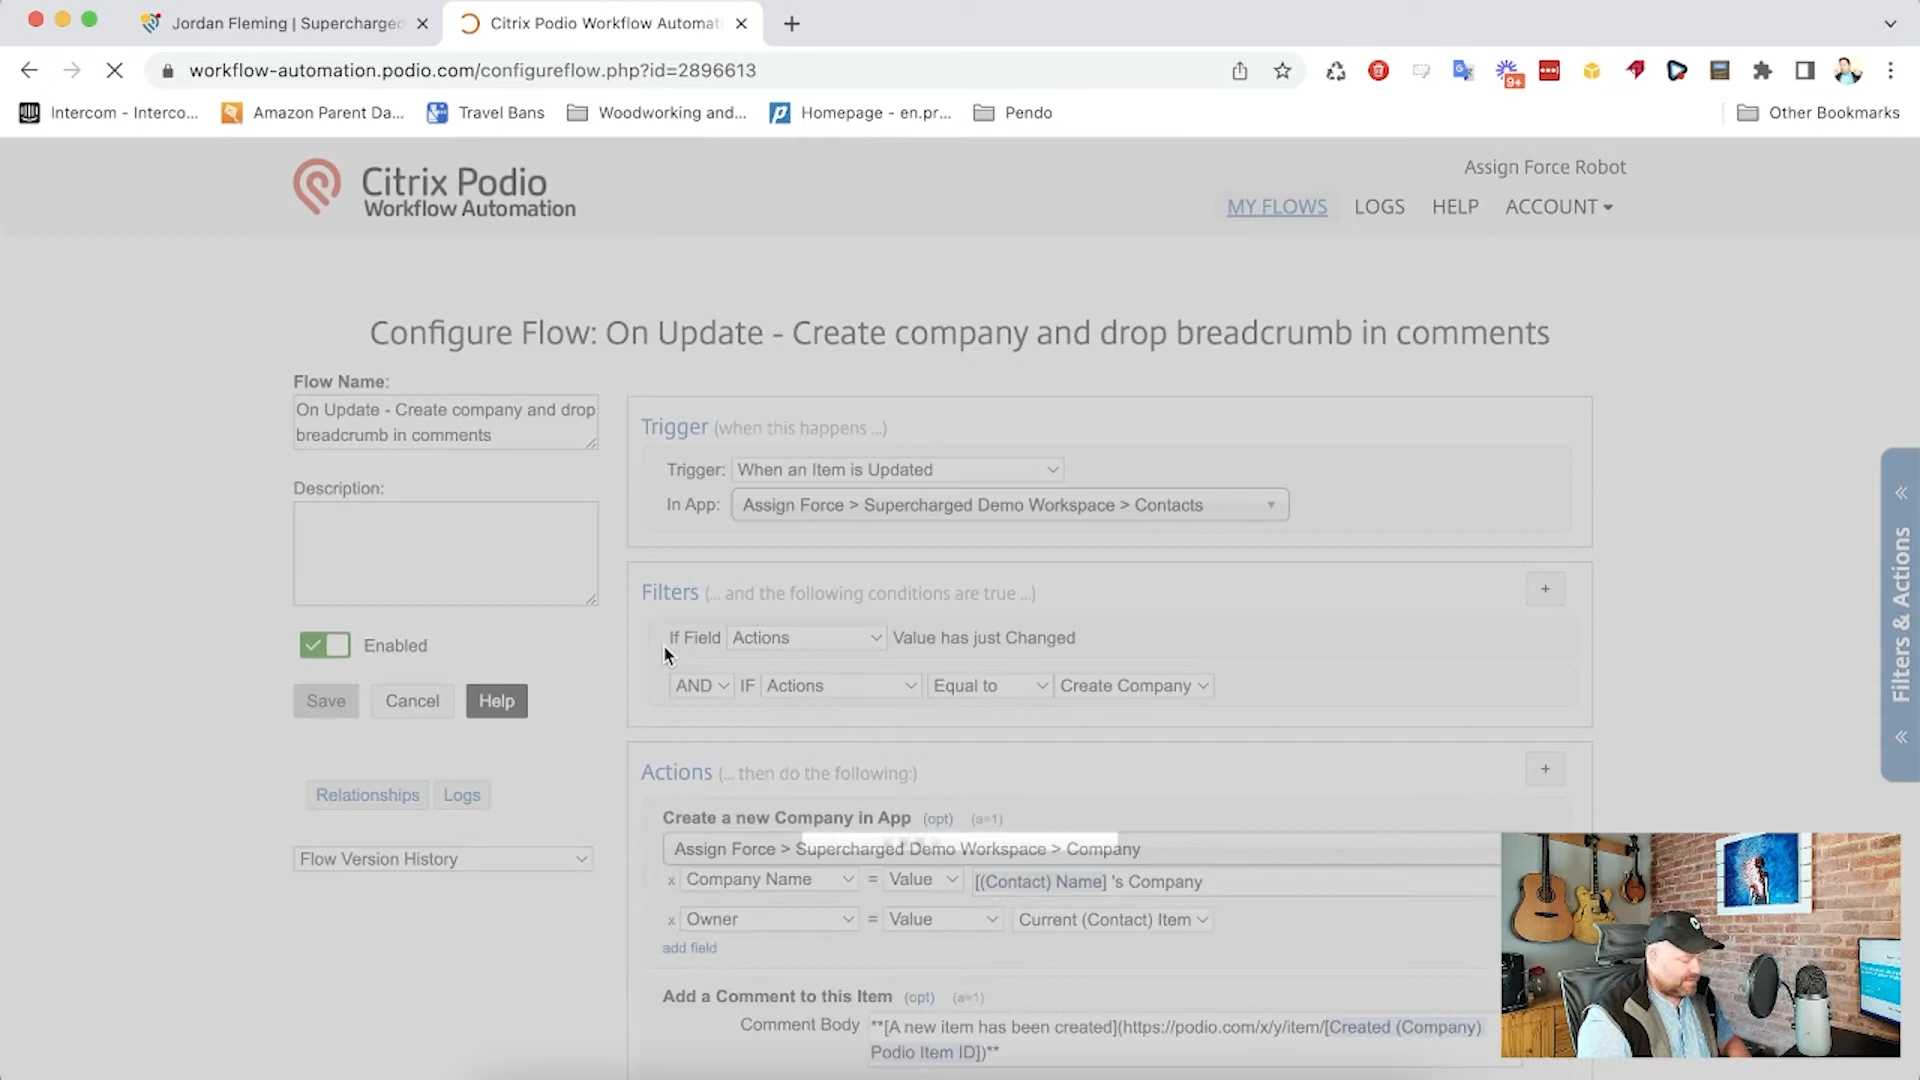 Jordan Fleming | Supercharged
Citrix Podio Workflow Automati
workflow-automation.podio.com/configureflow.php?id=2896613
9+
Intercom - Interco...
Amazon Parent Da...
Travel Bans
Woodworking and...
Homepage - en.pr...
Pendo
Other Bookmarks
Citrix Podio
Workflow Automation
Assign Force Robot
MY FLOWS
LOGS
HELP
ACCOUNT
Configure Flow: On Update - Create company and drop breadcrumb in comments
Flow Name:
On Update - Create company and drop
breadcrumb in comments
Description:
Enabled
Save
Cancel
Help
Relationships
Logs
Flow Version History
Trigger (when this happens ...)
Trigger: When an Item is Updated
In App: Assign Force > Supercharged Demo Workspace > Contacts
Filters (... and the following conditions are true ...)
+
If Field Actions Value has just Changed
AND IF Actions Equal to Create Company
Actions (... then do the following:)
+
Create a new Company in App (opt) (a=1)
Assign Force > Supercharged Demo Workspace > Company
x Company Name = Value [(Contact) Name] 's Company
x Owner = Value Current (Contact) Item
add field
Add a Comment to this Item (opt) (a=1)
Comment Body **[A new item has been created](https://podio.com/x/y/item/[Created (Company)
Podio Item ID])**
Filters & Actions